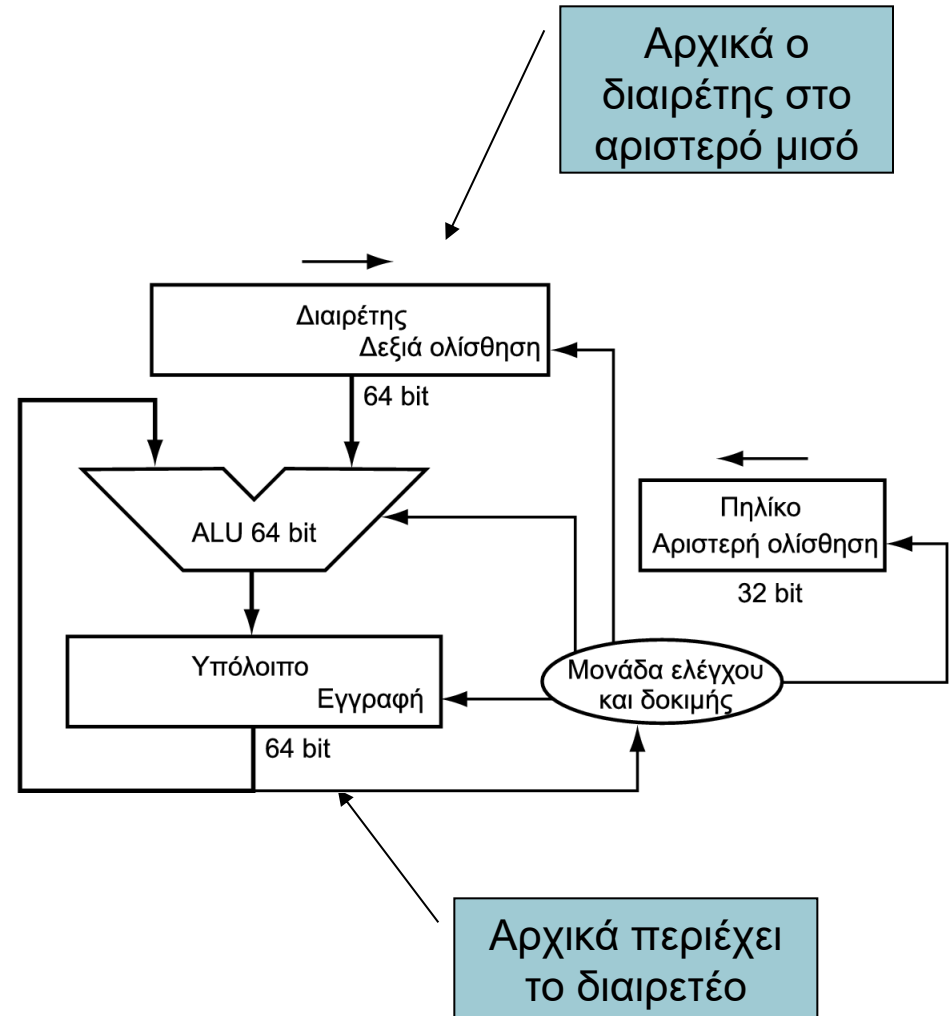 Αρχικά ο
διαιρέτης στο
αριστερό μισό
Διαιρέτης
Δεξιά ολίσθηση
64 bit
ALU 64 bit
Πηλίκο
Αριστερή ολίσθηση
32 bit
Υπόλοιπο
Εγγραφή
64 bit
Μονάδα ελέγχου
και δοκιμής
Αρχικά περιέχει
το διαιρετέο